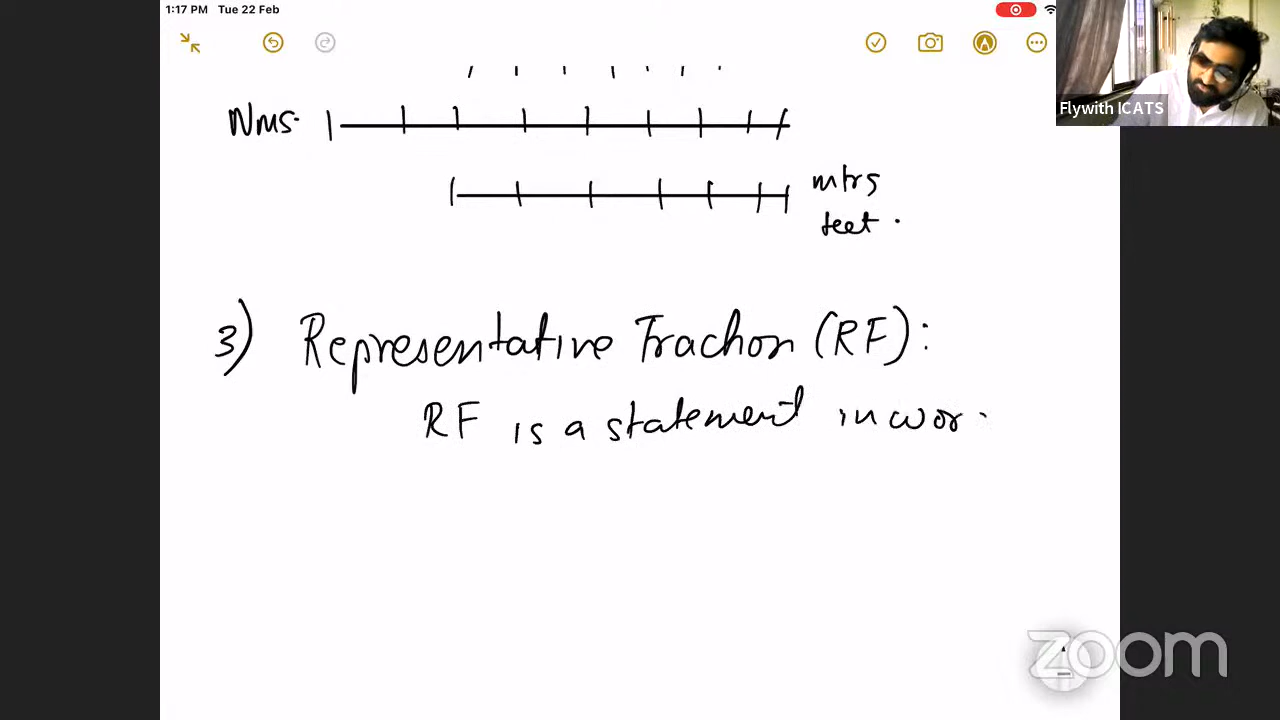 1:17 PM Tue 22 Feb
Flywith ICATS
Nms.
mtrs
feet.
3) Representative Fraction (RF):
RF is a statement in wor
zoom